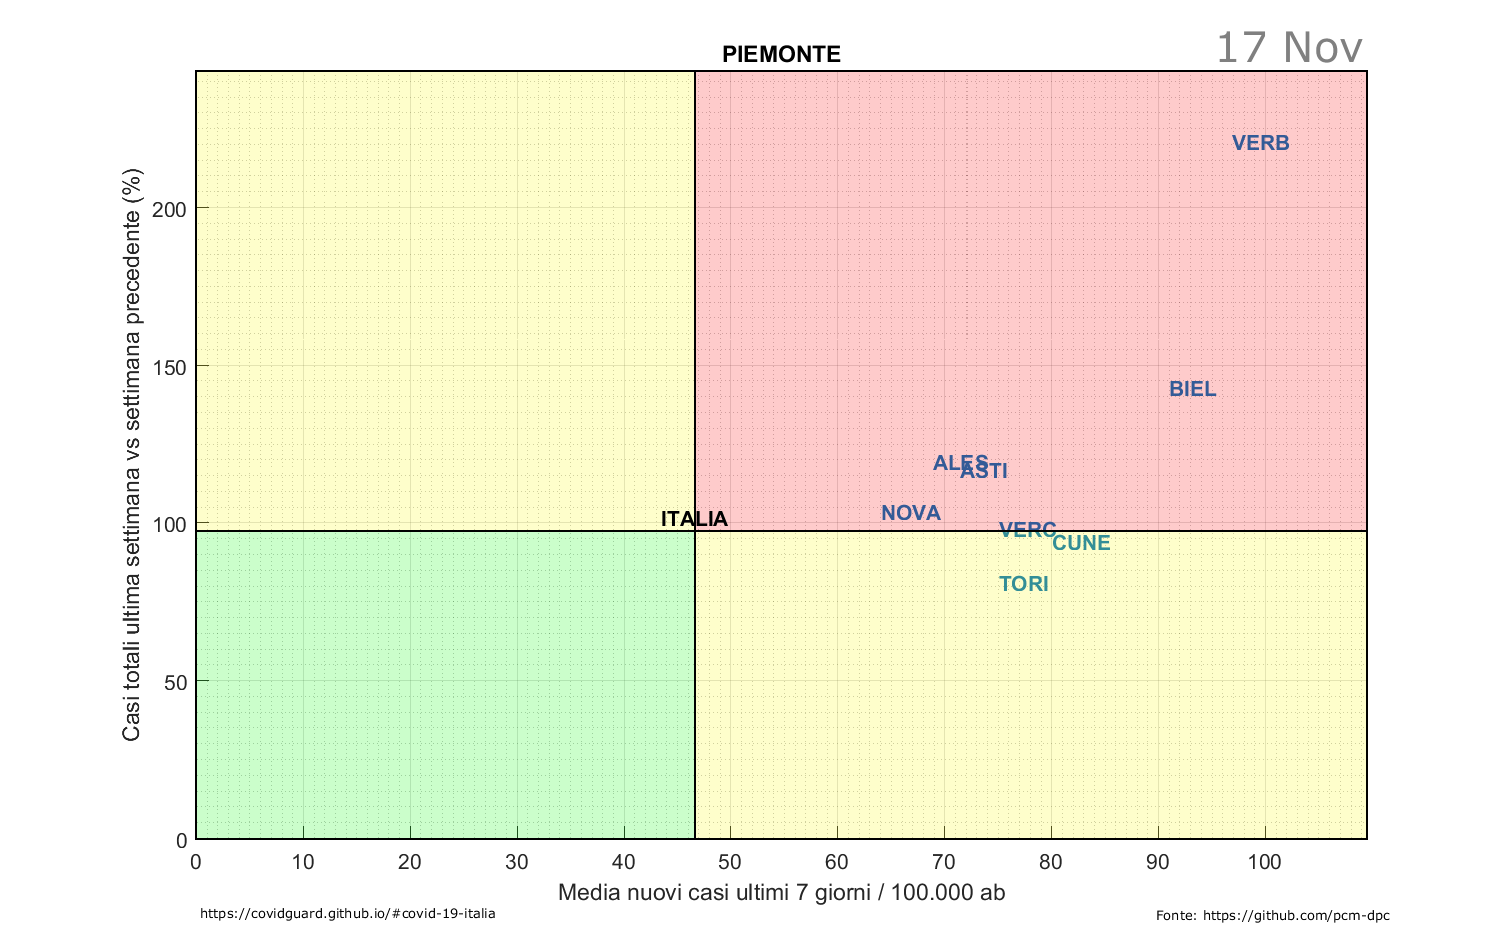 PIEMONTE
17 Nov
Casi totali ultima settimana vs settimana precedente (%)
200
150
100
50
0
VERB
BIEL
ALES
ASTI
NOVA
ITALIA
VERC
CUNE
TORI
0 10 20 30 40 50 60 70 80 90 100
Media nuovi casi ultimi 7 giorni / 100.000 ab
https://covidguard.github.io/#covid-19-italia
Fonte: https://github.com/pcm-dpc